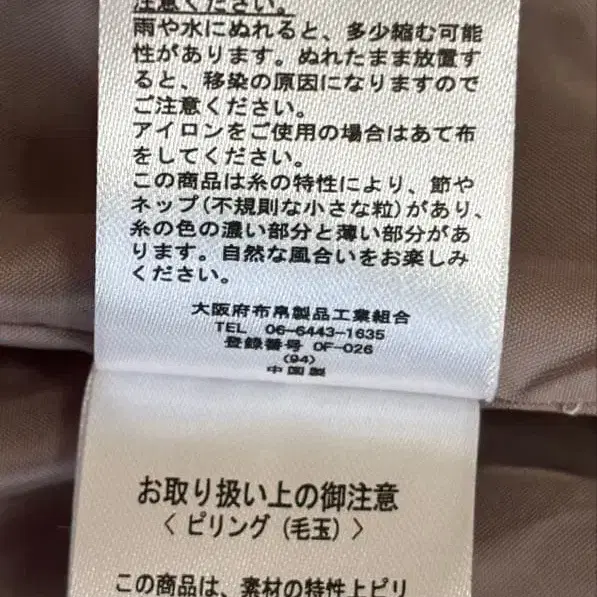 注意ください。
雨や水にぬれると、多少縮む可能
性があります。ぬれたまま放置す
ると、移染の原因になりますので
ご注意ください。
アイロンをご使用の場合はあて布
をしてください。
この商品は糸の特性により、節や
ネップ(不規則な小さな粒)があり、
糸の色の濃い部分と薄い部分があ
ります。自然な風合いをお楽しみ
ください。
大阪府布帛製品工業組合
TEL 06-6443-1635
登録番号 OF-026
(94)
中国製
お取り扱い上の御注意
〈 ピリング (毛玉) 〉
この商品は、素材の特性上ピリ